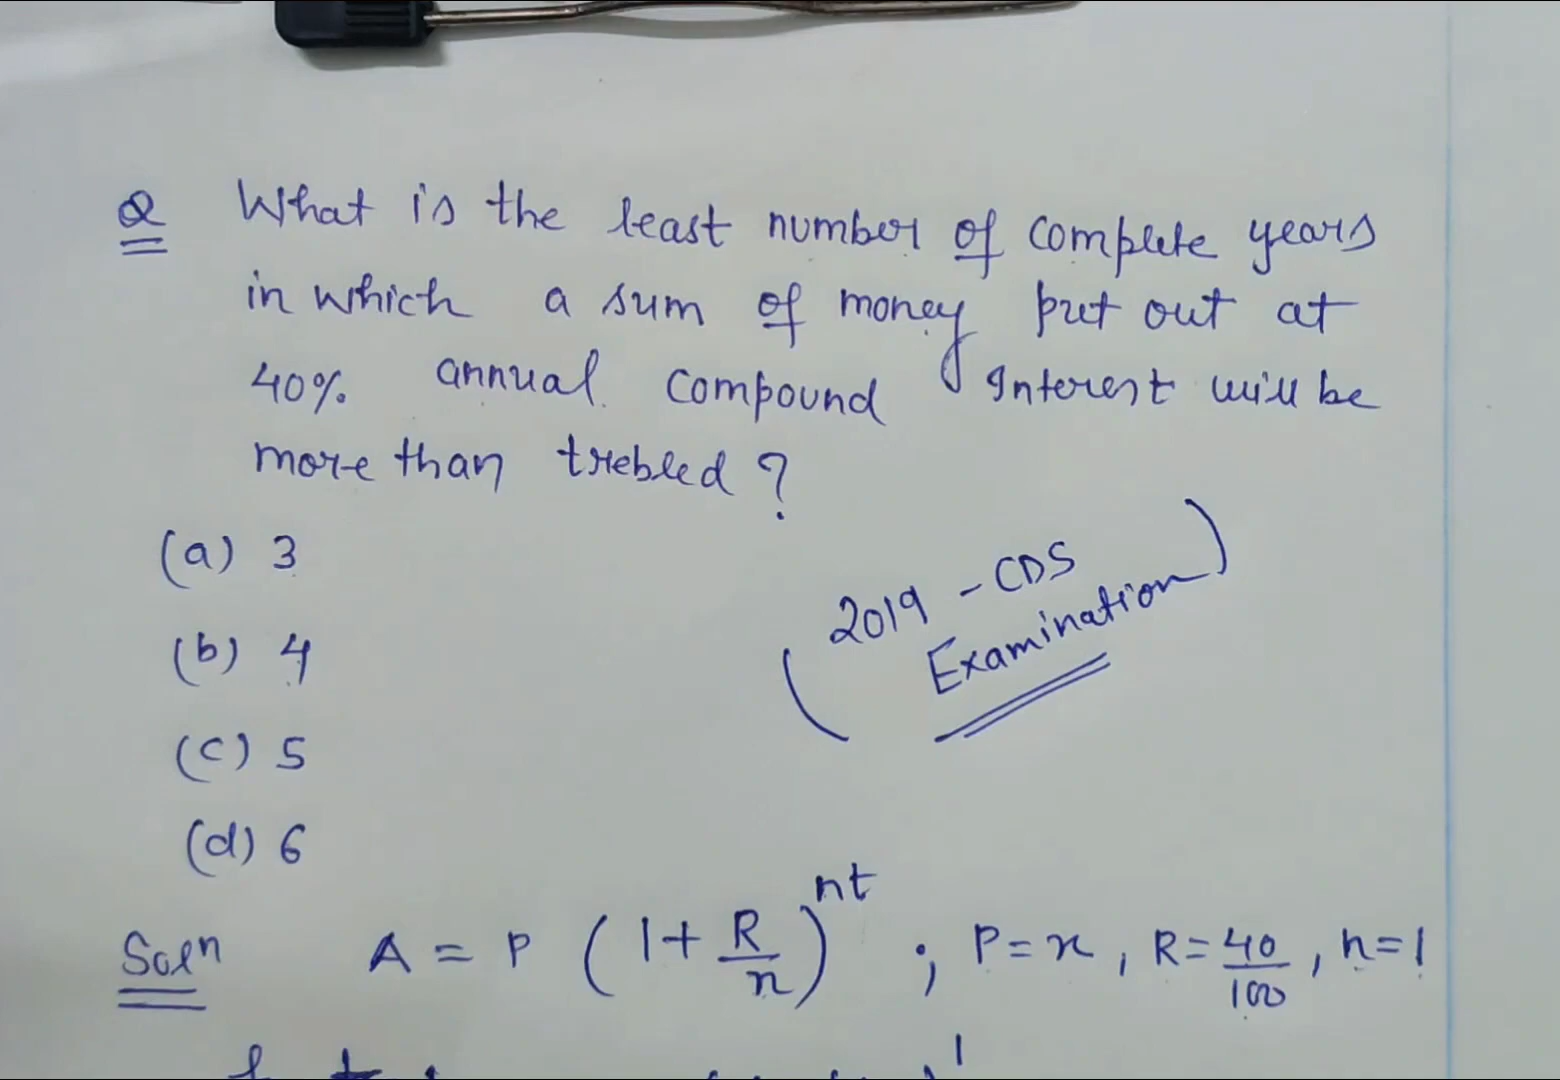 Q What is the least number of complete years
in which a sum of money put out at
40% annual compound Interest will be
more than trebled ?
(a) 3
(b) 4
(c) 5
(d) 6
(2019 - CDS
Examination)
Solⁿ A = P (1 + R/n)^nt ; P = x, R = 40/100, n = 1